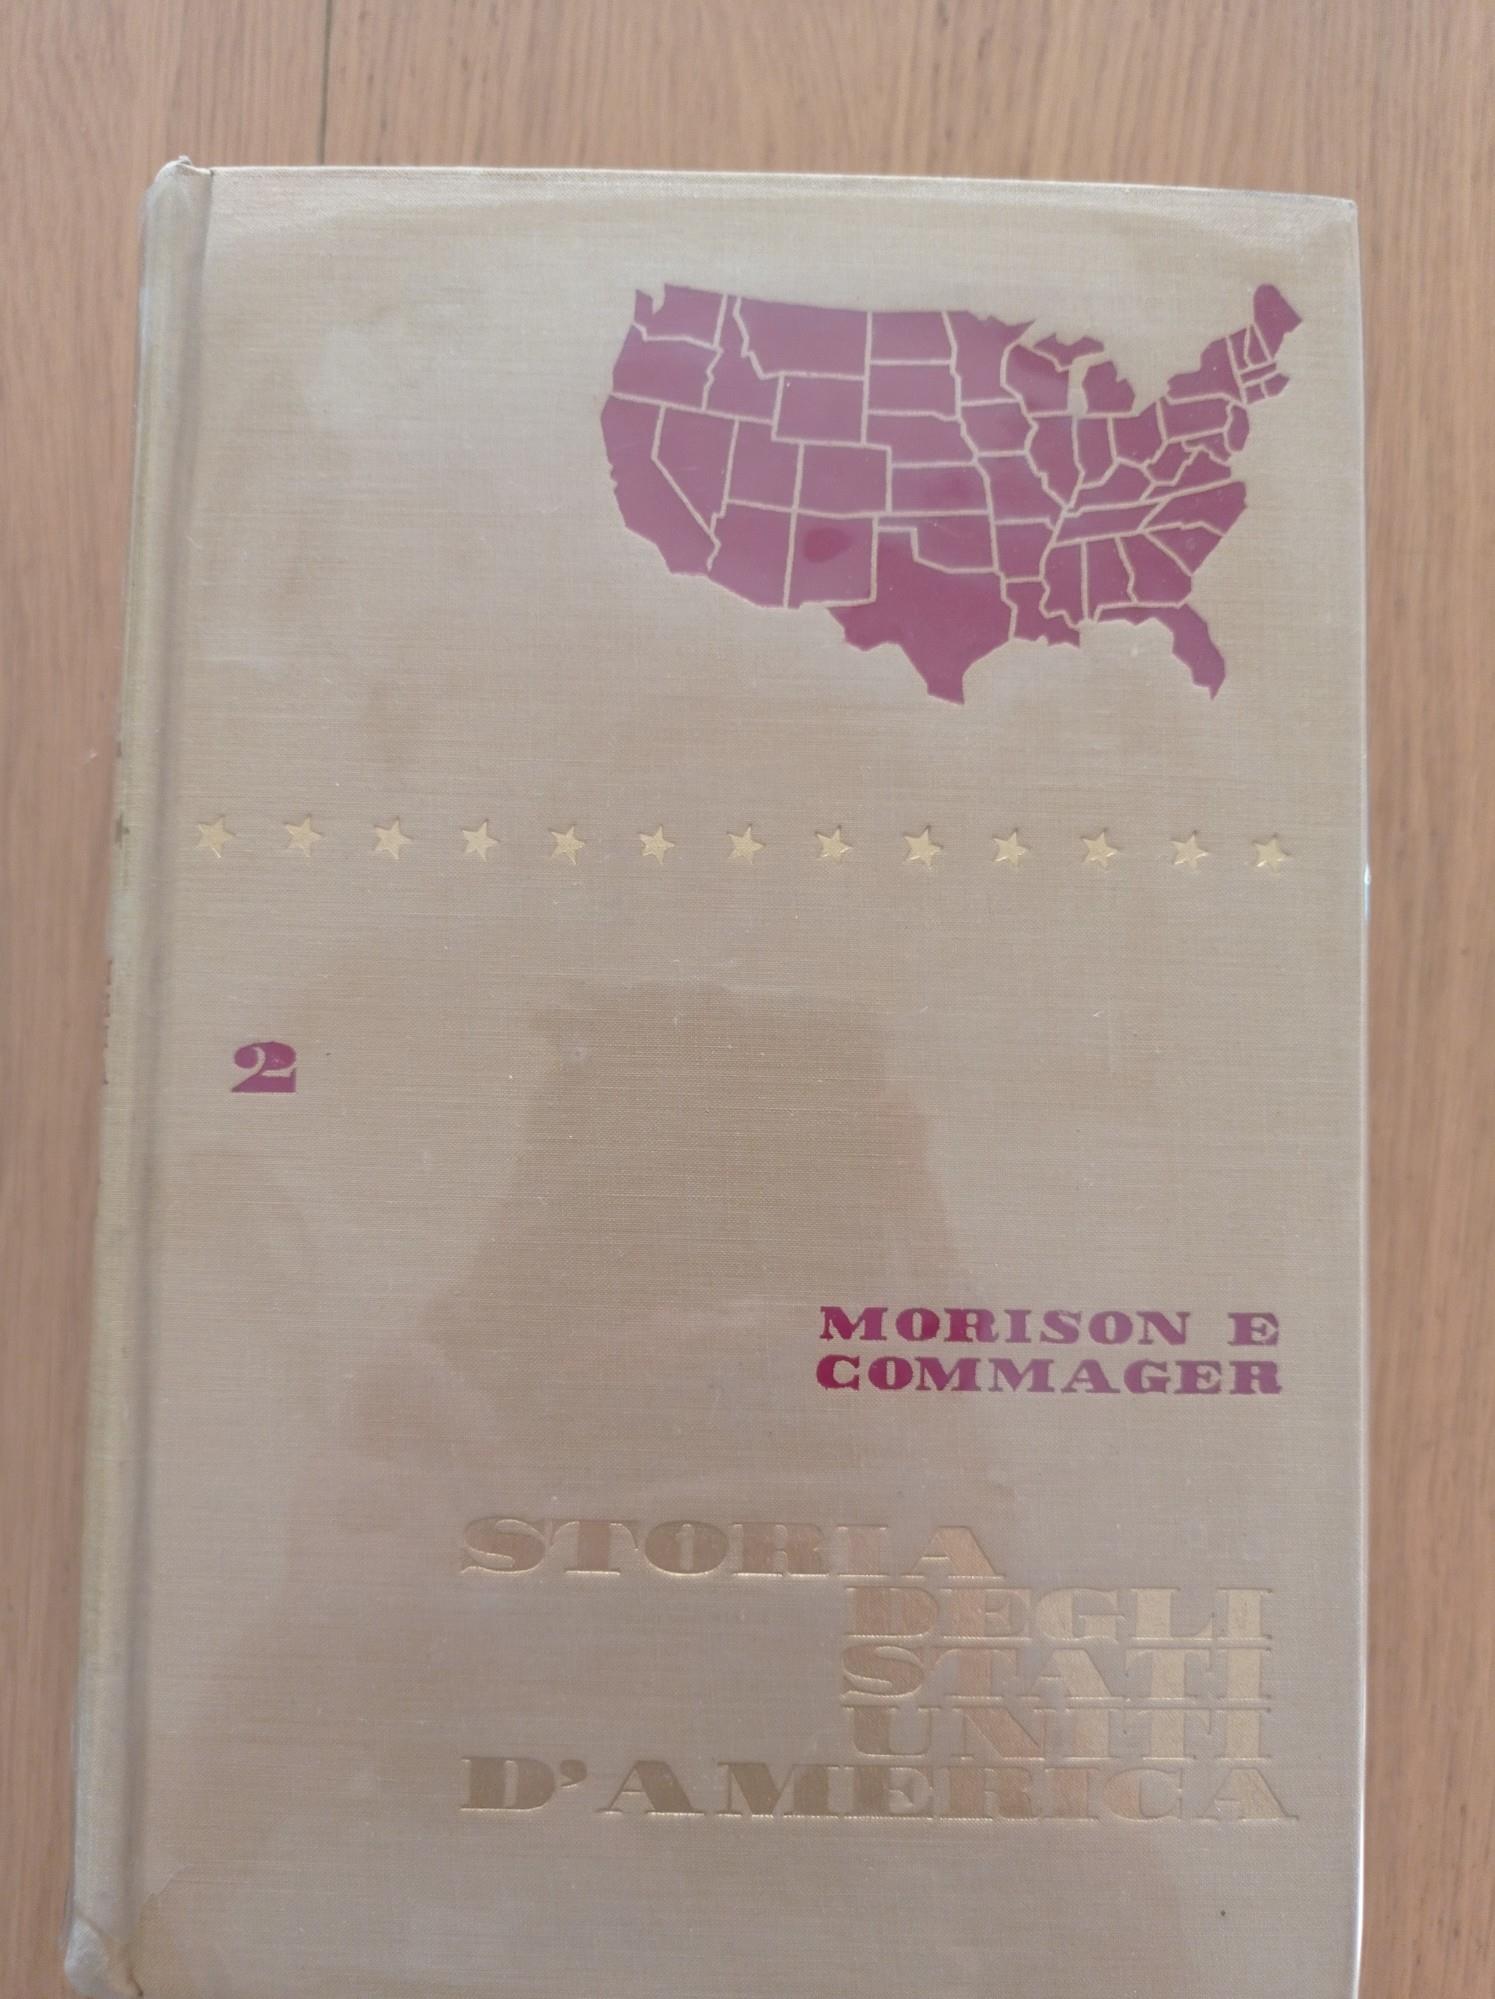 2
MORISON E
COMMAGER
STORIA
DEGLI
STATI
UNITI
D'AMERICA